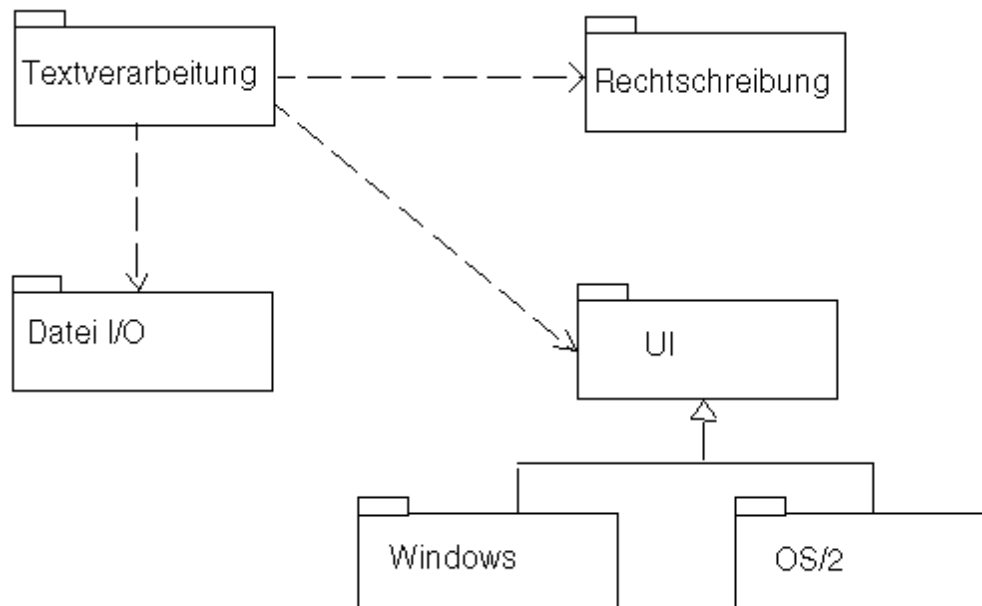 Textverarbeitung
Rechtschreibung
Datei I/O
UI
Windows
OS/2